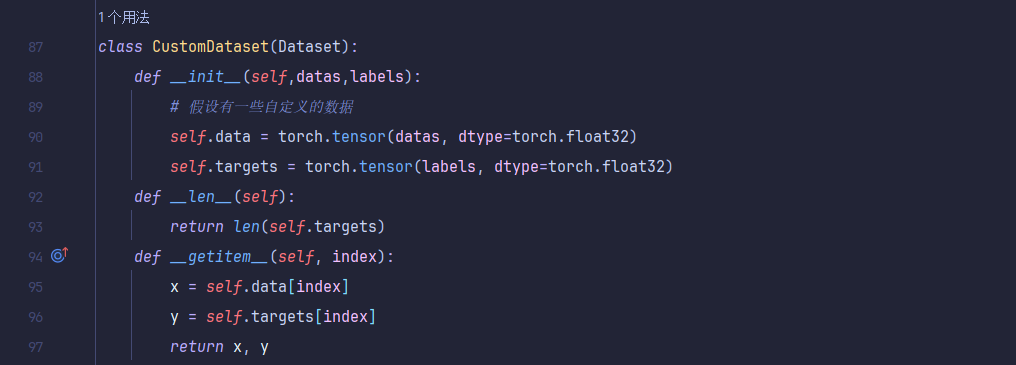 1个用法
87 class CustomDataset(Dataset):
88 def __init__(self,datas,labels):
89 # 假设有一些自定义的数据
90 self.data = torch.tensor(datas, dtype=torch.float32)
91 self.targets = torch.tensor(labels, dtype=torch.float32)
92 def __len__(self):
93 return len(self.targets)
94 def __getitem__(self, index):
95 x = self.data[index]
96 y = self.targets[index]
97 return x, y